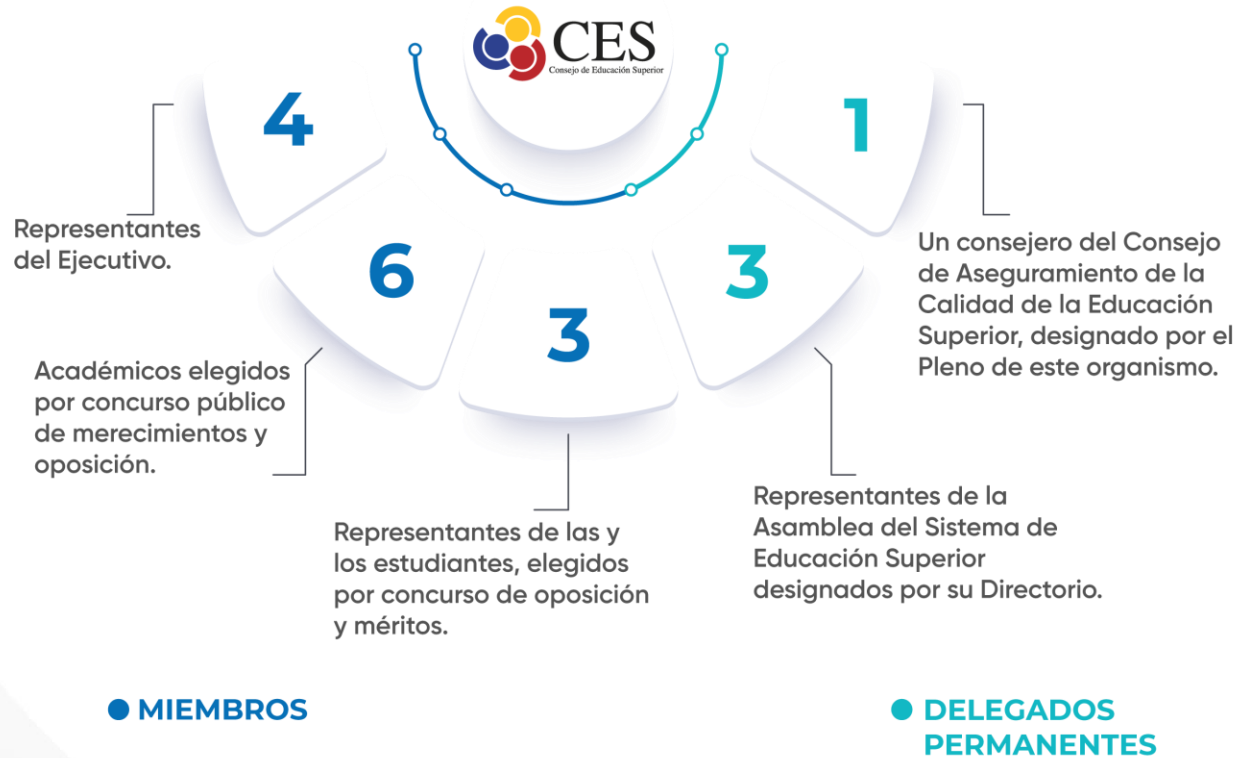 CES
Consejo de Educación Superior
4
Representantes
del Ejecutivo.
6
Académicos elegidos
por concurso público
de merecimientos y
oposición.
3
Representantes de las y
los estudiantes, elegidos
por concurso de oposición
y méritos.
3
Representantes de la
Asamblea del Sistema de
Educación Superior
designados por su Directorio.
1
Un consejero del Consejo
de Aseguramiento de la
Calidad de la Educación
Superior, designado por el
Pleno de este organismo.
MIEMBROS
DELEGADOS
PERMANENTES